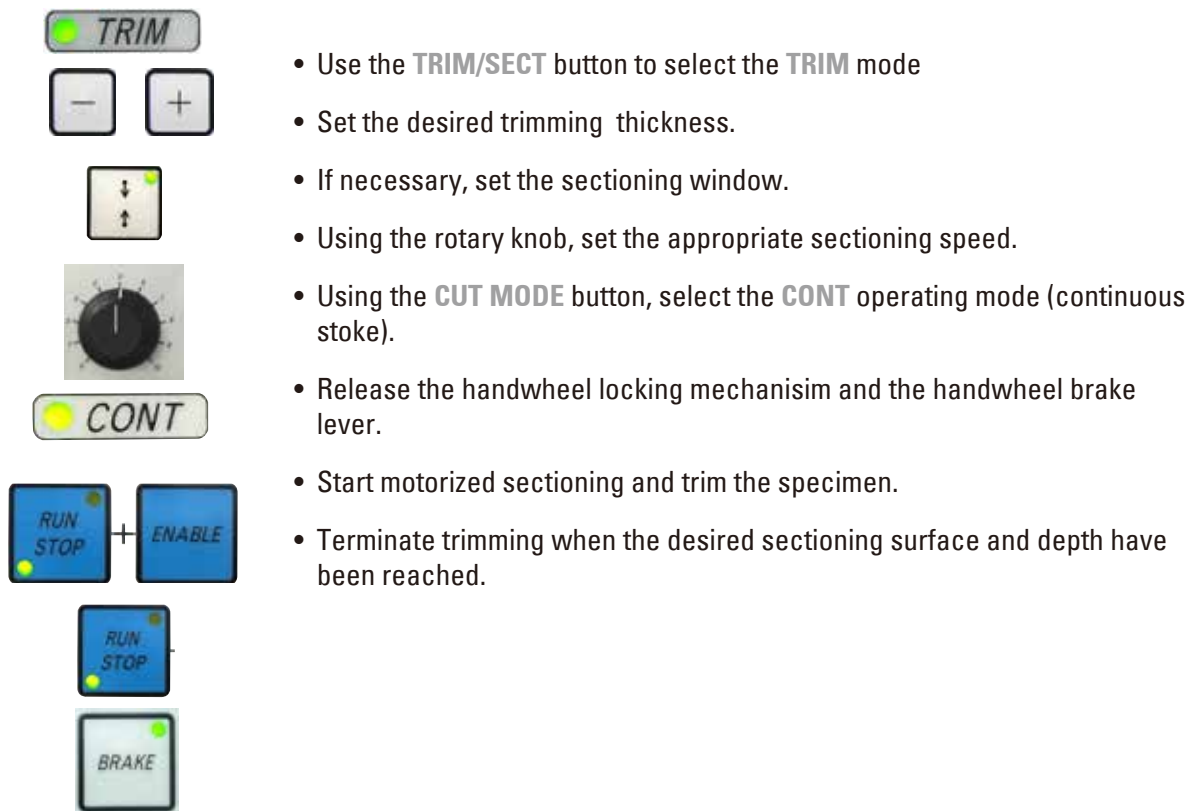 TRIM
− +
CONT
RUN
STOP
+
ENABLE
RUN
STOP
BRAKE
• Use the TRIM/SECT button to select the TRIM mode
• Set the desired trimming thickness.
• If necessary, set the sectioning window.
• Using the rotary knob, set the appropriate sectioning speed.
• Using the CUT MODE button, select the CONT operating mode (continuous
stoke).
• Release the handwheel locking mechanisim and the handwheel brake
lever.
• Start motorized sectioning and trim the specimen.
• Terminate trimming when the desired sectioning surface and depth have
been reached.